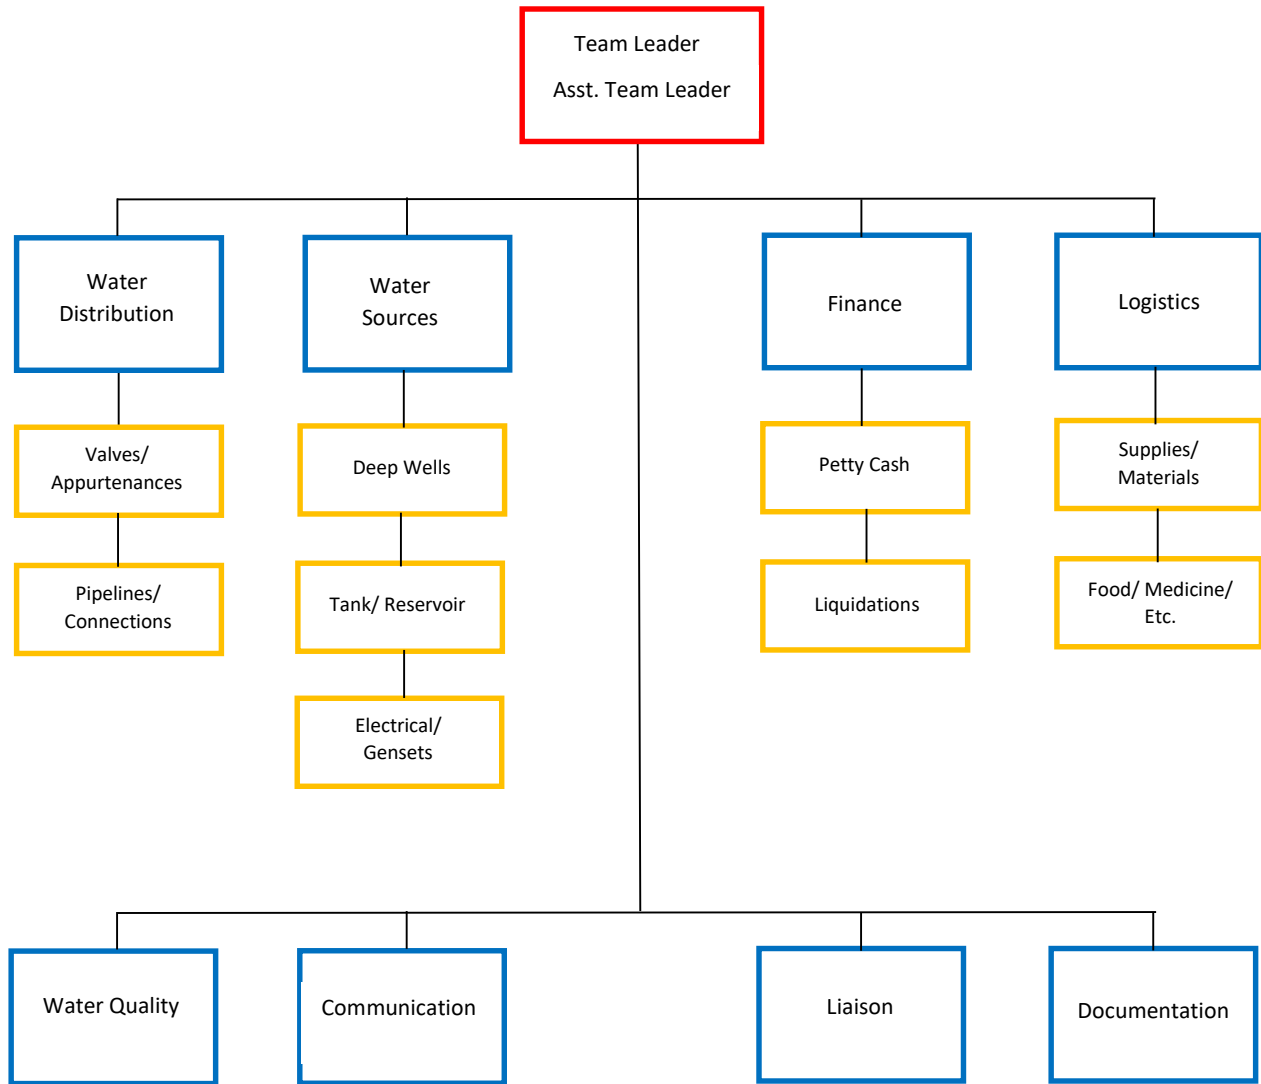 Team Leader
Asst. Team Leader
Water
Distribution
Water
Sources
Finance
Logistics
Valves/
Appurtenances
Deep Wells
Petty Cash
Supplies/
Materials
Pipelines/
Connections
Tank/ Reservoir
Liquidations
Food/ Medicine/
Etc.
Electrical/
Gensets
Water Quality
Communication
Liaison
Documentation